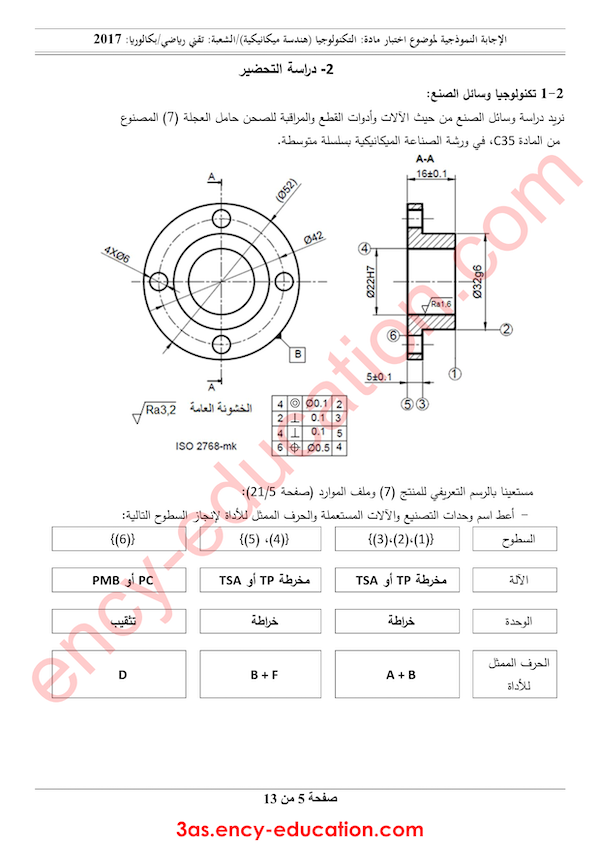 الإجابة النموذجية لموضوع اختبار مادة: التكنولوجيا (هندسة ميكانيكية)/الشعبة: تقني رياضي/بكالوريا: 2017
2- دراسة التحضير
2-1 تكنولوجيا وسائل الصنع:
نريد دراسة وسائل الصنع من حيث الآلات وأدوات القطع والمراقبة للصحن حامل العجلة (7) المصنوع
من المادة C35، في ورشة الصناعة الميكانيكية بسلسلة متوسطة.
A-A
16±0.1
A
(Ø52)
Ø42
4XØ6
4
Ø22H7
Ø32g6
Ra1.6
2
6
B
1
5±0.1
A
5 3
Ra3,2 الخشونة العامة
ISO 2768-mk
4 ◎ Ø0.1 2
2 ⊥ 0.1 3
4 ⊥ 0.1 5
6 ⌖ Ø0.5 4
مستعينا بالرسم التعريفي للمنتج (7) وملف الموارد (صفحة 21/5):
- أعط اسم وحدات التصنيع والآلات المستعملة والحرف الممثل للأداة لإنجاز السطوح التالية:
السطوح {(1)،(2)،(3)} {(4)، (5)} {(6)}
الآلة مخرطة TP أو TSA مخرطة TP أو TSA PC أو PMB
الوحدة خراطة خراطة تثقيب
الحرف الممثل للأداة A + B B + F D
صفحة 5 من 13
3as.ency-education.com
ency-education.com